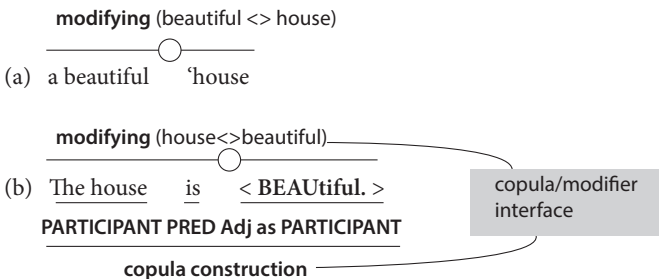 modifying (beautiful <> house)
(a) a beautiful ‘house
modifying (house<>beautiful)
(b) The house is < BEAUtiful. >
copula/modifier
interface
PARTICIPANT PRED Adj as PARTICIPANT
copula construction